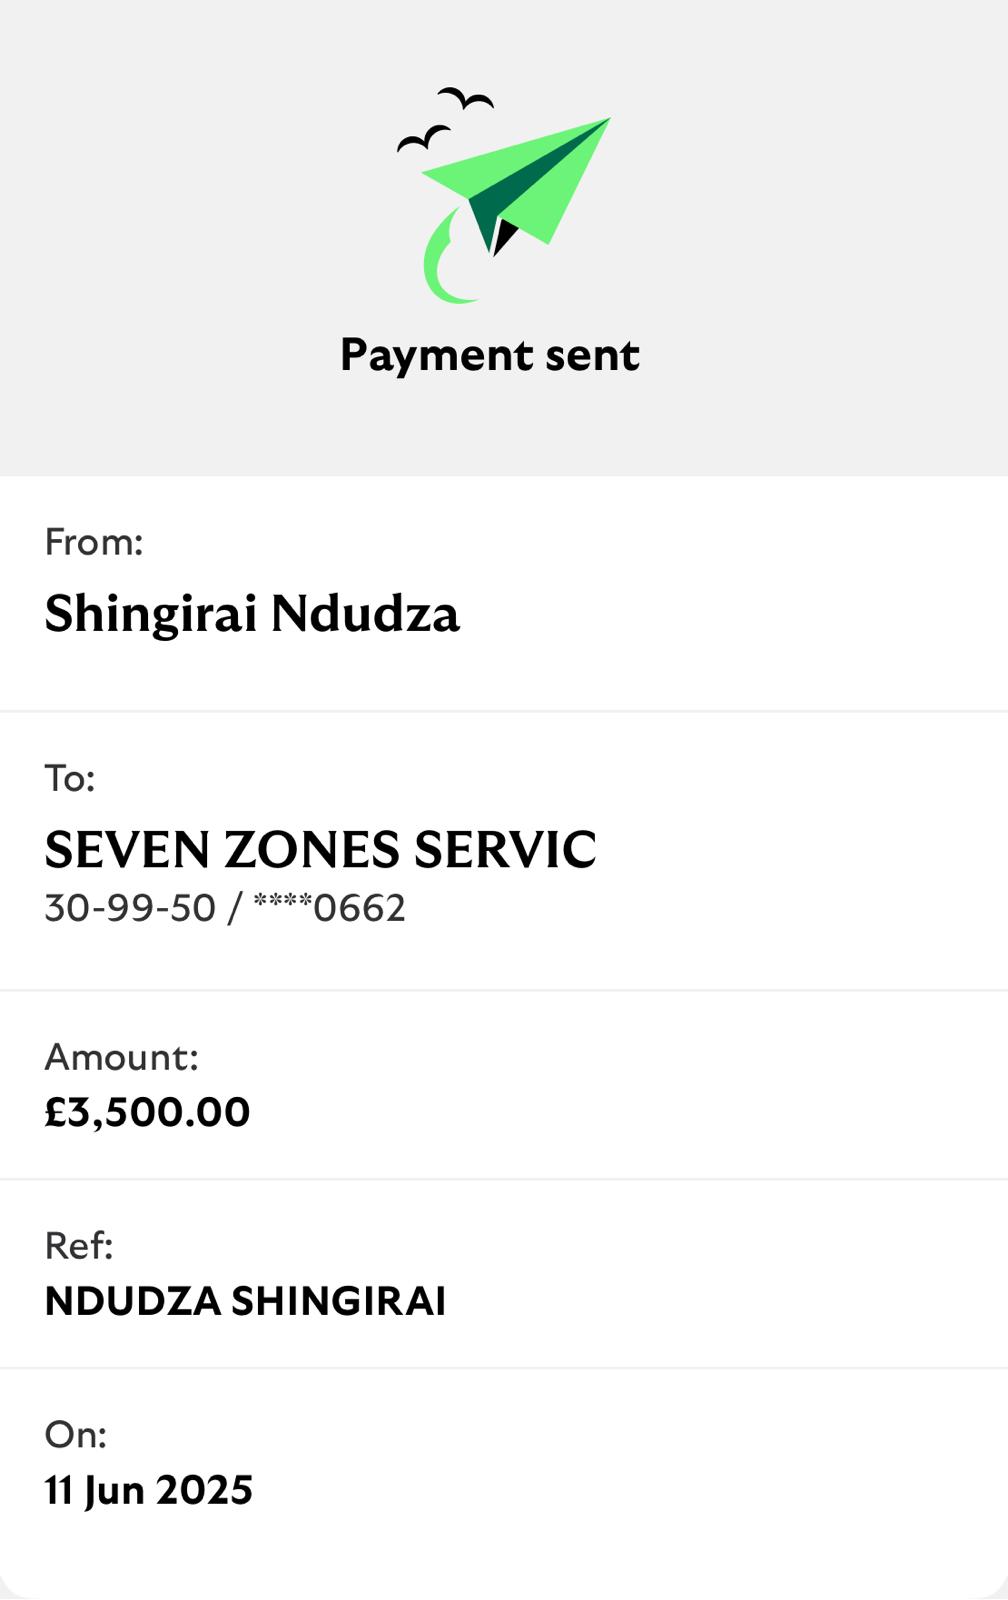 Payment sent
From:
Shingirai Ndudza
To:
SEVEN ZONES SERVIC
30-99-50 / ****0662
Amount:
£3,500.00
Ref:
NDUDZA SHINGIRAI
On:
11 Jun 2025